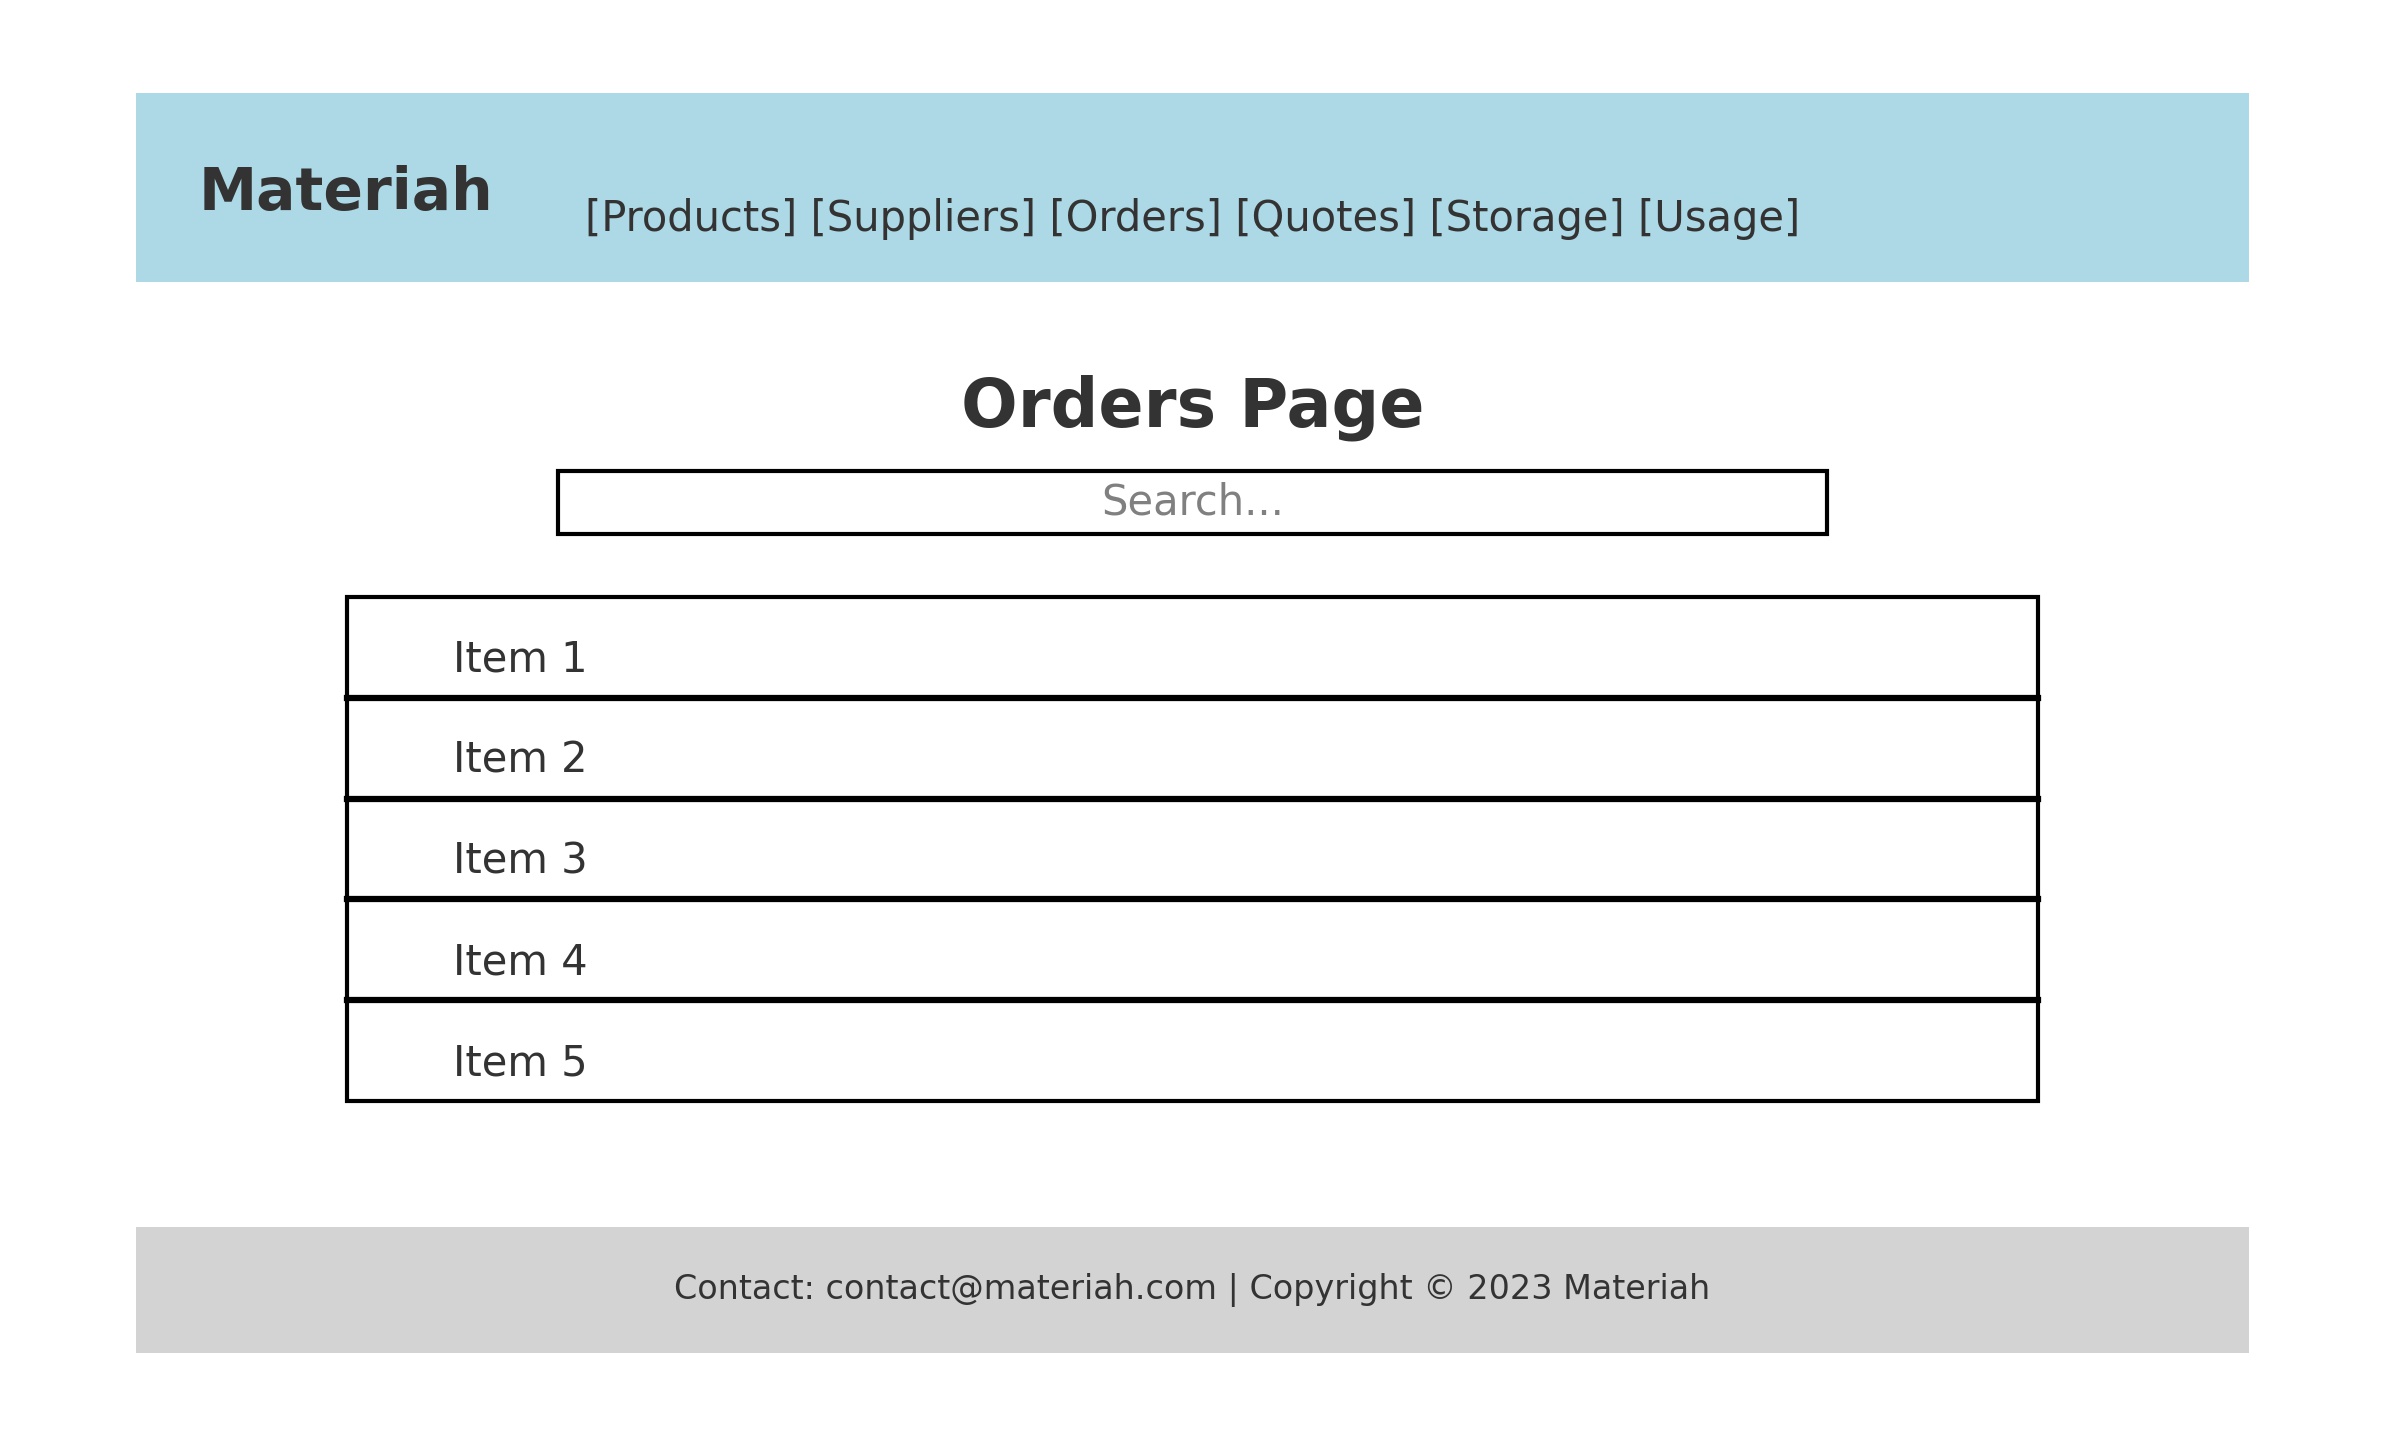 Materiah
[Products] [Suppliers] [Orders] [Quotes] [Storage] [Usage]
Orders Page
Search...
Item 1
Item 2
Item 3
Item 4
Item 5
Contact: contact@materiah.com | Copyright © 2023 Materiah